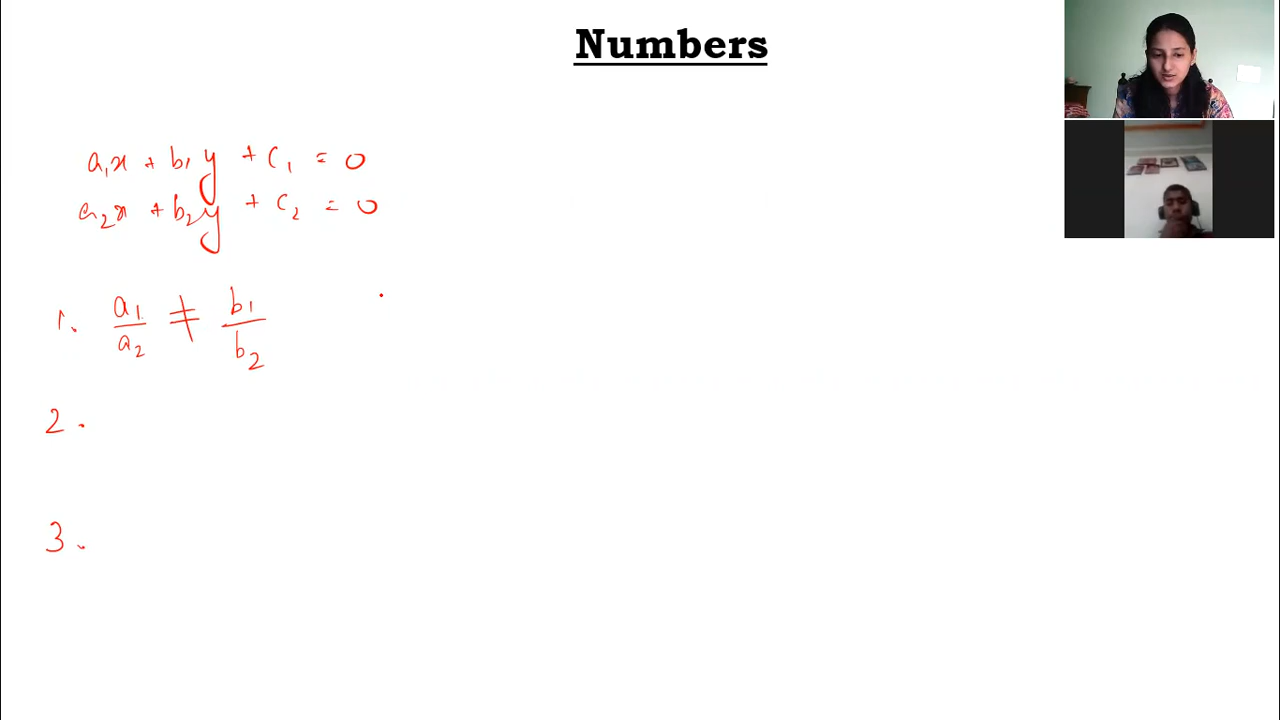 Numbers
a₁x + b₁y + c₁ = 0
a₂x + b₂y + c₂ = 0
1. a₁/a₂ ≠ b₁/b₂
2.
3.